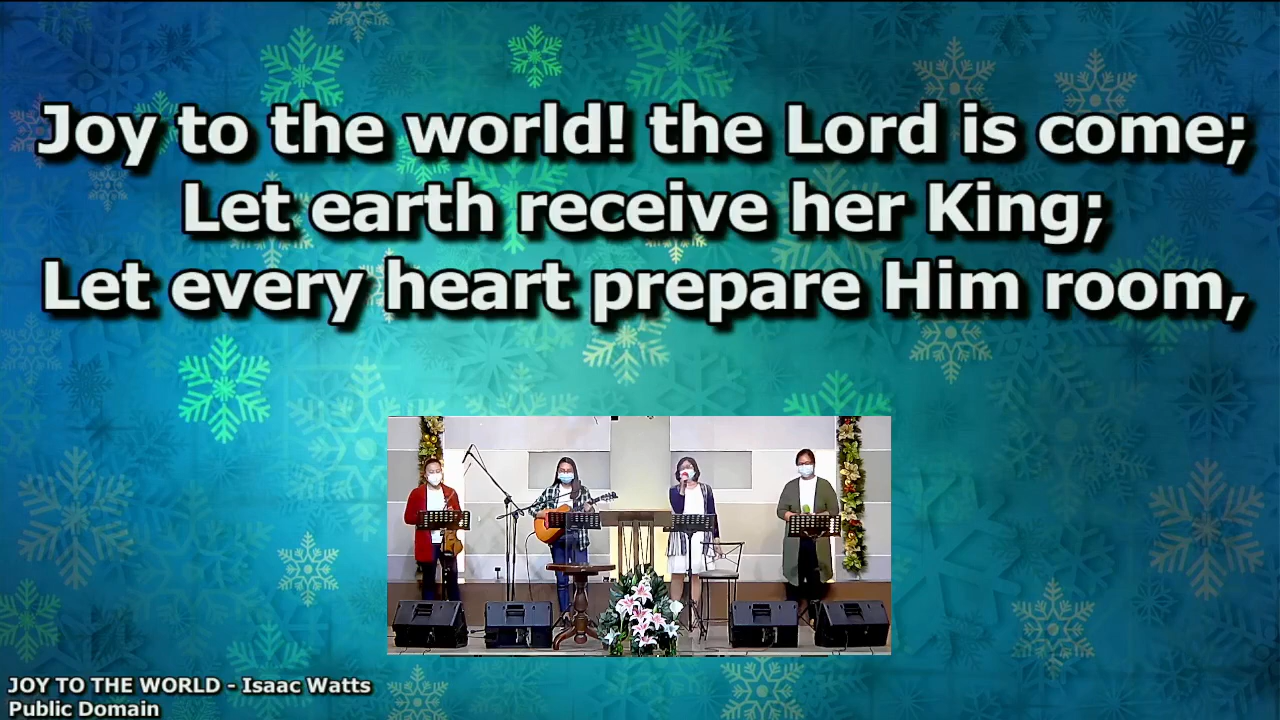 Joy to the world! the Lord is come;
Let earth receive her King;
Let every heart prepare Him room,
JOY TO THE WORLD - Isaac Watts
Public Domain